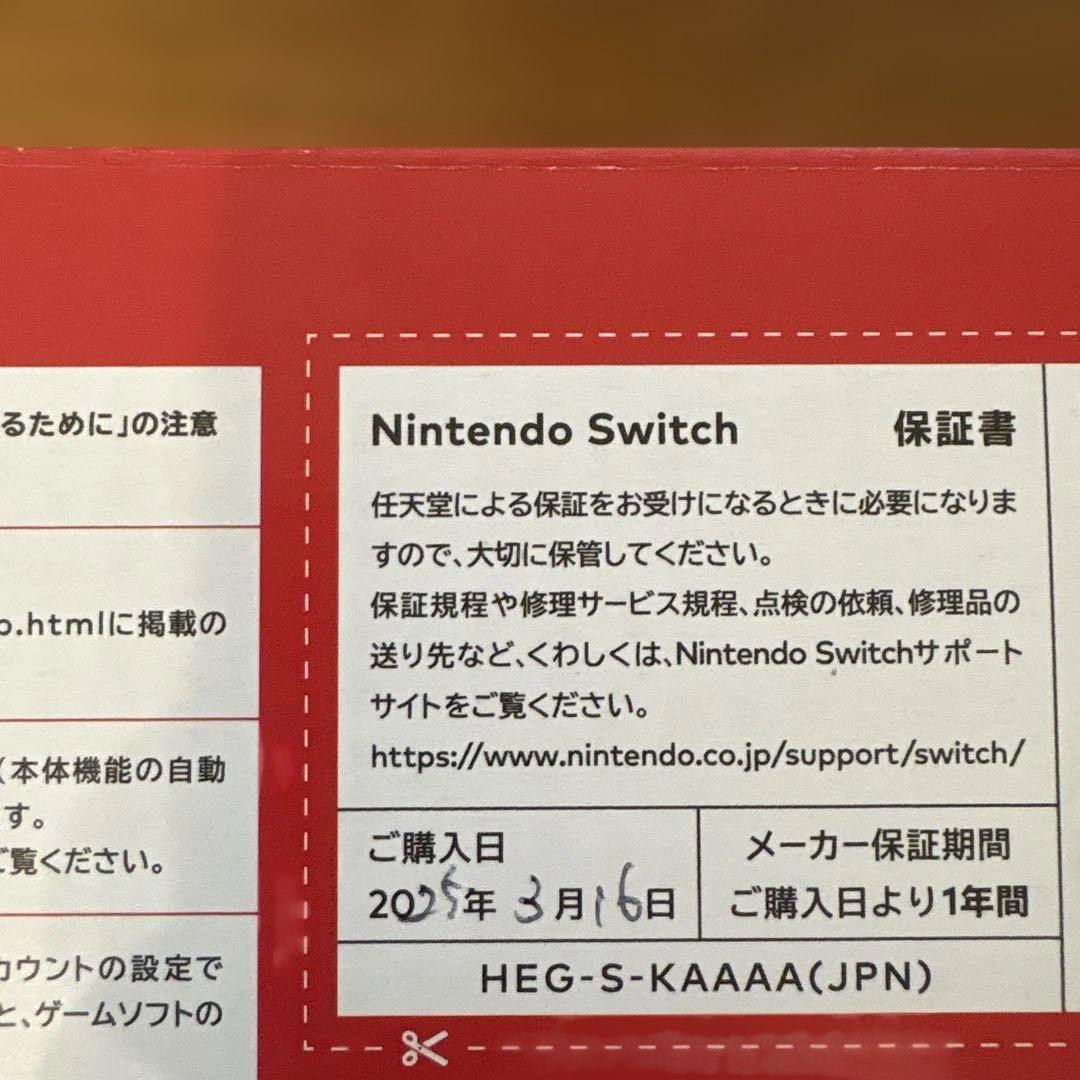 るために」の注意
o.htmlに掲載の
(本体機能の自動
す。
ご覧ください。
カウントの設定で
と、ゲームソフトの
Nintendo Switch 保証書
任天堂による保証をお受けになるときに必要になりま
すので、大切に保管してください。
保証規程や修理サービス規程、点検の依頼、修理品の
送り先など、くわしくは、Nintendo Switchサポート
サイトをご覧ください。
https://www.nintendo.co.jp/support/switch/
ご購入日
2025年 3月16日
メーカー保証期間
ご購入日より1年間
HEG-S-KAAAA(JPN)